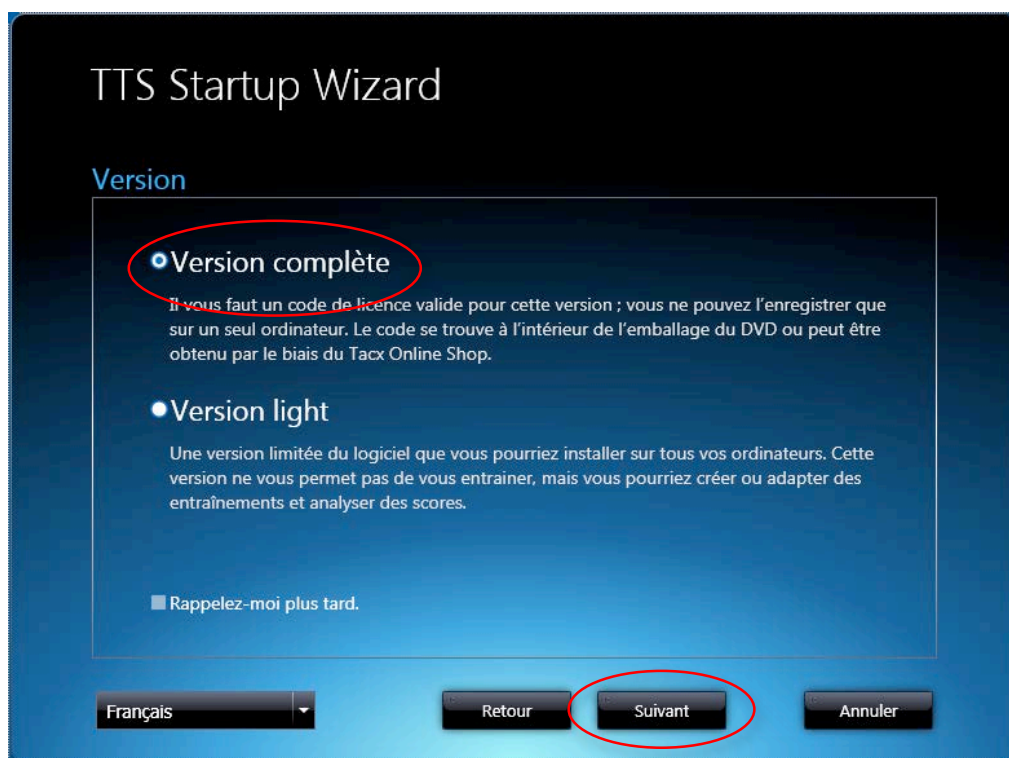 TTS Startup Wizard
Version
Version complète
Il vous faut un code de licence valide pour cette version ; vous ne pouvez l'enregistrer que
sur un seul ordinateur. Le code se trouve à l'intérieur de l'emballage du DVD ou peut être
obtenu par le biais du Tacx Online Shop.
Version light
Une version limitée du logiciel que vous pourriez installer sur tous vos ordinateurs. Cette
version ne vous permet pas de vous entrainer, mais vous pourriez créer ou adapter des
entraînements et analyser des scores.
Rappelez-moi plus tard.
Français
Retour
Suivant
Annuler